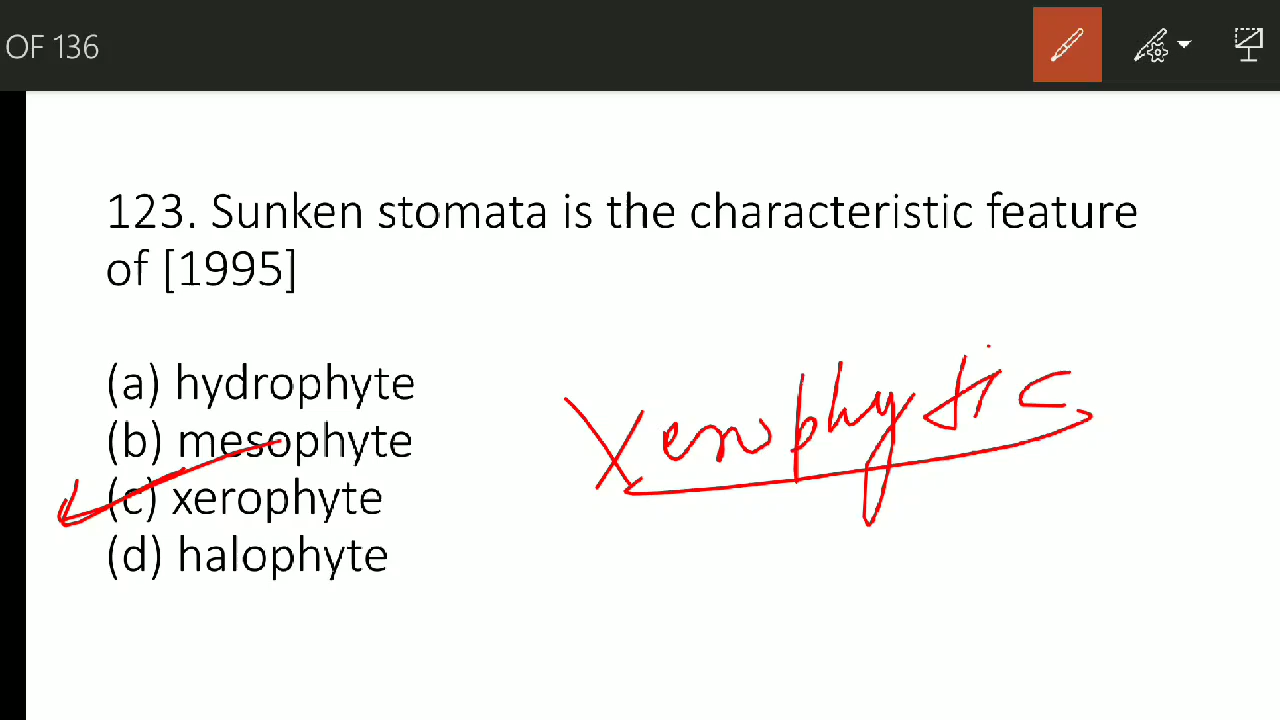 OF 136
123. Sunken stomata is the characteristic feature
of [1995]
(a) hydrophyte
(b) mesophyte
(c) xerophyte
(d) halophyte
Xerophytic